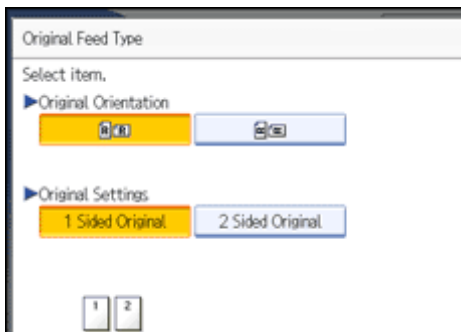 Original Feed Type
Select item.
►Original Orientation
R R
►Original Settings
1 Sided Original 2 Sided Original
1 2